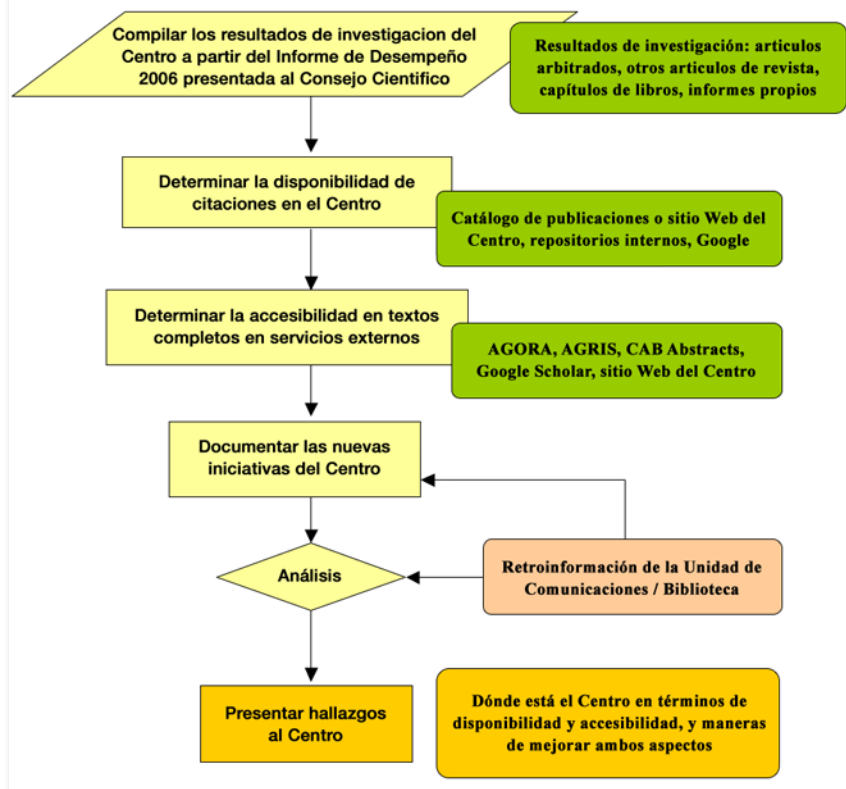 Compilar los resultados de investigacion del
Centro a partir del Informe de Desempeño
2006 presentada al Consejo Cientifico
Resultados de investigación: articulos
arbitrados, otros articulos de revista,
capítulos de libros, informes propios
Determinar la disponibilidad de
citaciones en el Centro
Catálogo de publicaciones o sitio Web del
Centro, repositorios internos, Google
Determinar la accesibilidad en textos
completos en servicios externos
AGORA, AGRIS, CAB Abstracts,
Google Scholar, sitio Web del Centro
Documentar las nuevas
iniciativas del Centro
Análisis
Retroinformación de la Unidad de
Comunicaciones / Biblioteca
Presentar hallazgos
al Centro
Dónde está el Centro en términos de
disponibilidad y accesibilidad, y maneras
de mejorar ambos aspectos